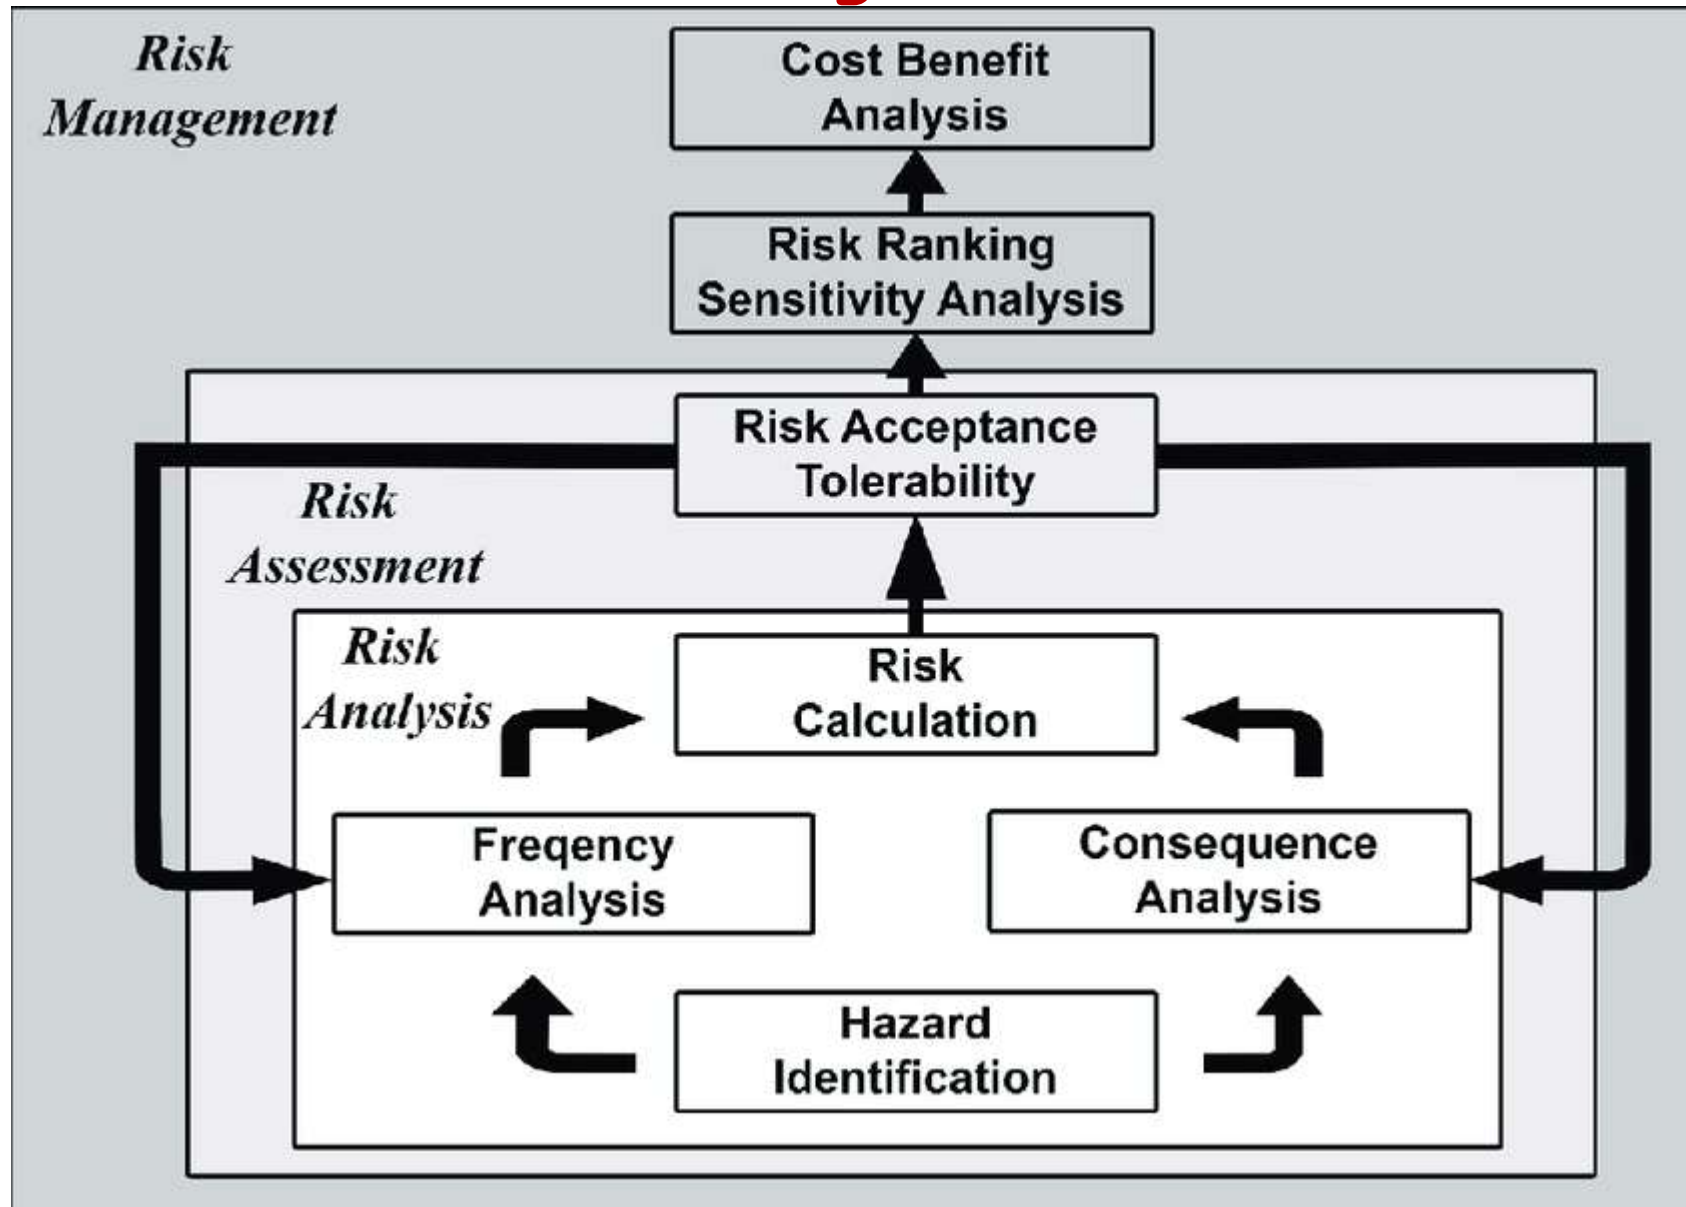 Risk
Management
Cost Benefit
Analysis
Risk Ranking
Sensitivity Analysis
Risk Acceptance
Tolerability
Risk
Assessment
Risk
Analysis
Risk
Calculation
Freqency
Analysis
Consequence
Analysis
Hazard
Identification